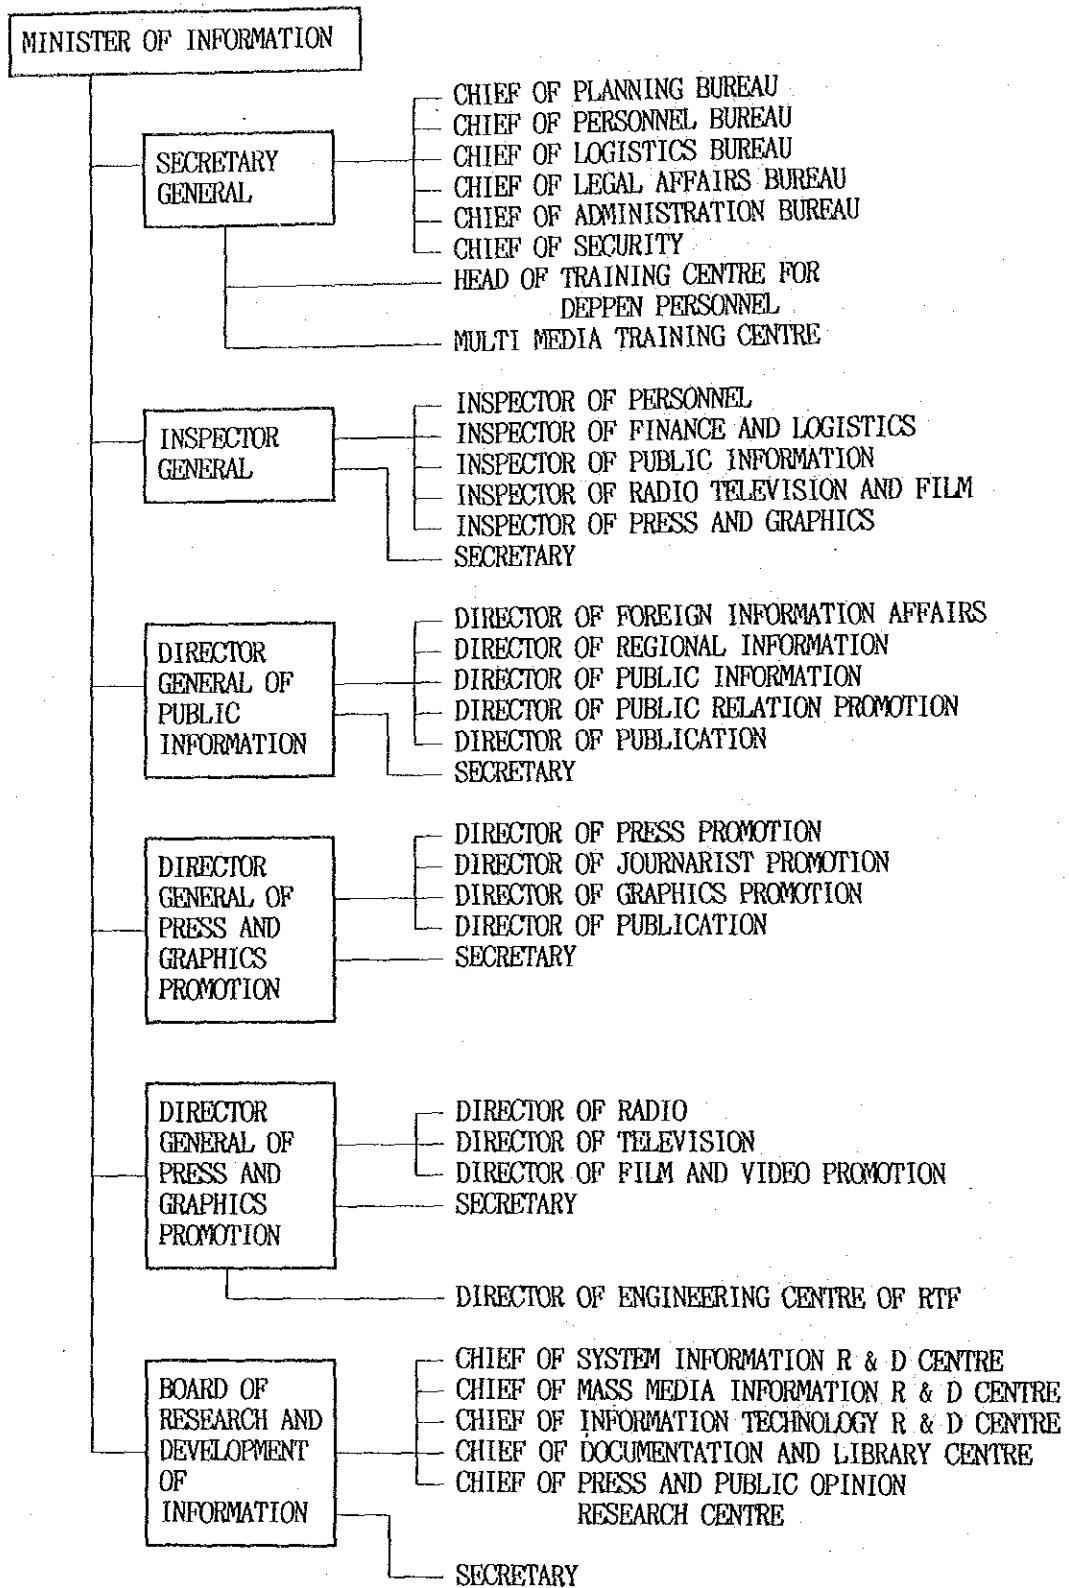 MINISTER OF INFORMATION
SECRETARY
GENERAL
CHIEF OF PLANNING BUREAU
CHIEF OF PERSONNEL BUREAU
CHIEF OF LOGISTICS BUREAU
CHIEF OF LEGAL AFFAIRS BUREAU
CHIEF OF ADMINISTRATION BUREAU
CHIEF OF SECURITY
HEAD OF TRAINING CENTRE FOR
DEPPEN PERSONNEL
MULTI MEDIA TRAINING CENTRE
INSPECTOR
GENERAL
INSPECTOR OF PERSONNEL
INSPECTOR OF FINANCE AND LOGISTICS
INSPECTOR OF PUBLIC INFORMATION
INSPECTOR OF RADIO TELEVISION AND FILM
INSPECTOR OF PRESS AND GRAPHICS
SECRETARY
DIRECTOR
GENERAL OF
PUBLIC
INFORMATION
DIRECTOR OF FOREIGN INFORMATION AFFAIRS
DIRECTOR OF REGIONAL INFORMATION
DIRECTOR OF PUBLIC INFORMATION
DIRECTOR OF PUBLIC RELATION PROMOTION
DIRECTOR OF PUBLICATION
SECRETARY
DIRECTOR
GENERAL OF
PRESS AND
GRAPHICS
PROMOTION
DIRECTOR OF PRESS PROMOTION
DIRECTOR OF JOURNARIST PROMOTION
DIRECTOR OF GRAPHICS PROMOTION
DIRECTOR OF PUBLICATION
SECRETARY
DIRECTOR
GENERAL OF
PRESS AND
GRAPHICS
PROMOTION
DIRECTOR OF RADIO
DIRECTOR OF TELEVISION
DIRECTOR OF FILM AND VIDEO PROMOTION
SECRETARY
DIRECTOR OF ENGINEERING CENTRE OF RTF
BOARD OF
RESEARCH AND
DEVELOPMENT
OF
INFORMATION
CHIEF OF SYSTEM INFORMATION R & D CENTRE
CHIEF OF MASS MEDIA INFORMATION R & D CENTRE
CHIEF OF INFORMATION TECHNOLOGY R & D CENTRE
CHIEF OF DOCUMENTATION AND LIBRARY CENTRE
CHIEF OF PRESS AND PUBLIC OPINION
RESEARCH CENTRE
SECRETARY